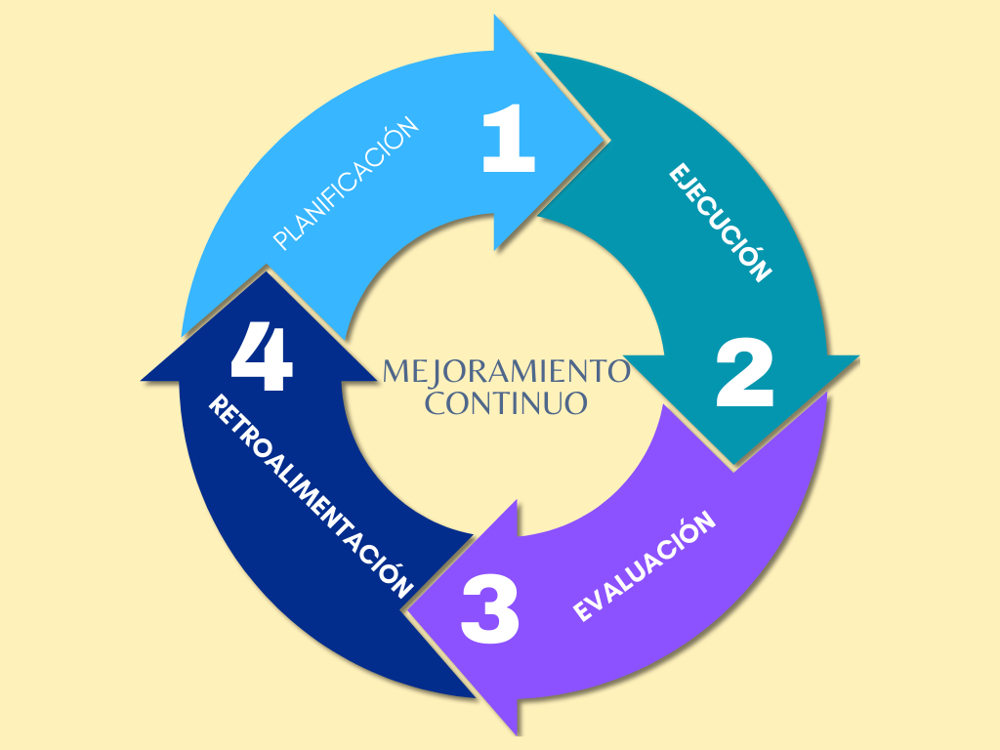 1
PLANIFICACIÓN
EJECUCIÓN
2
EVALUACIÓN
3
4
RETROALIMENTACIÓN
MEJORAMIENTO
CONTINUO